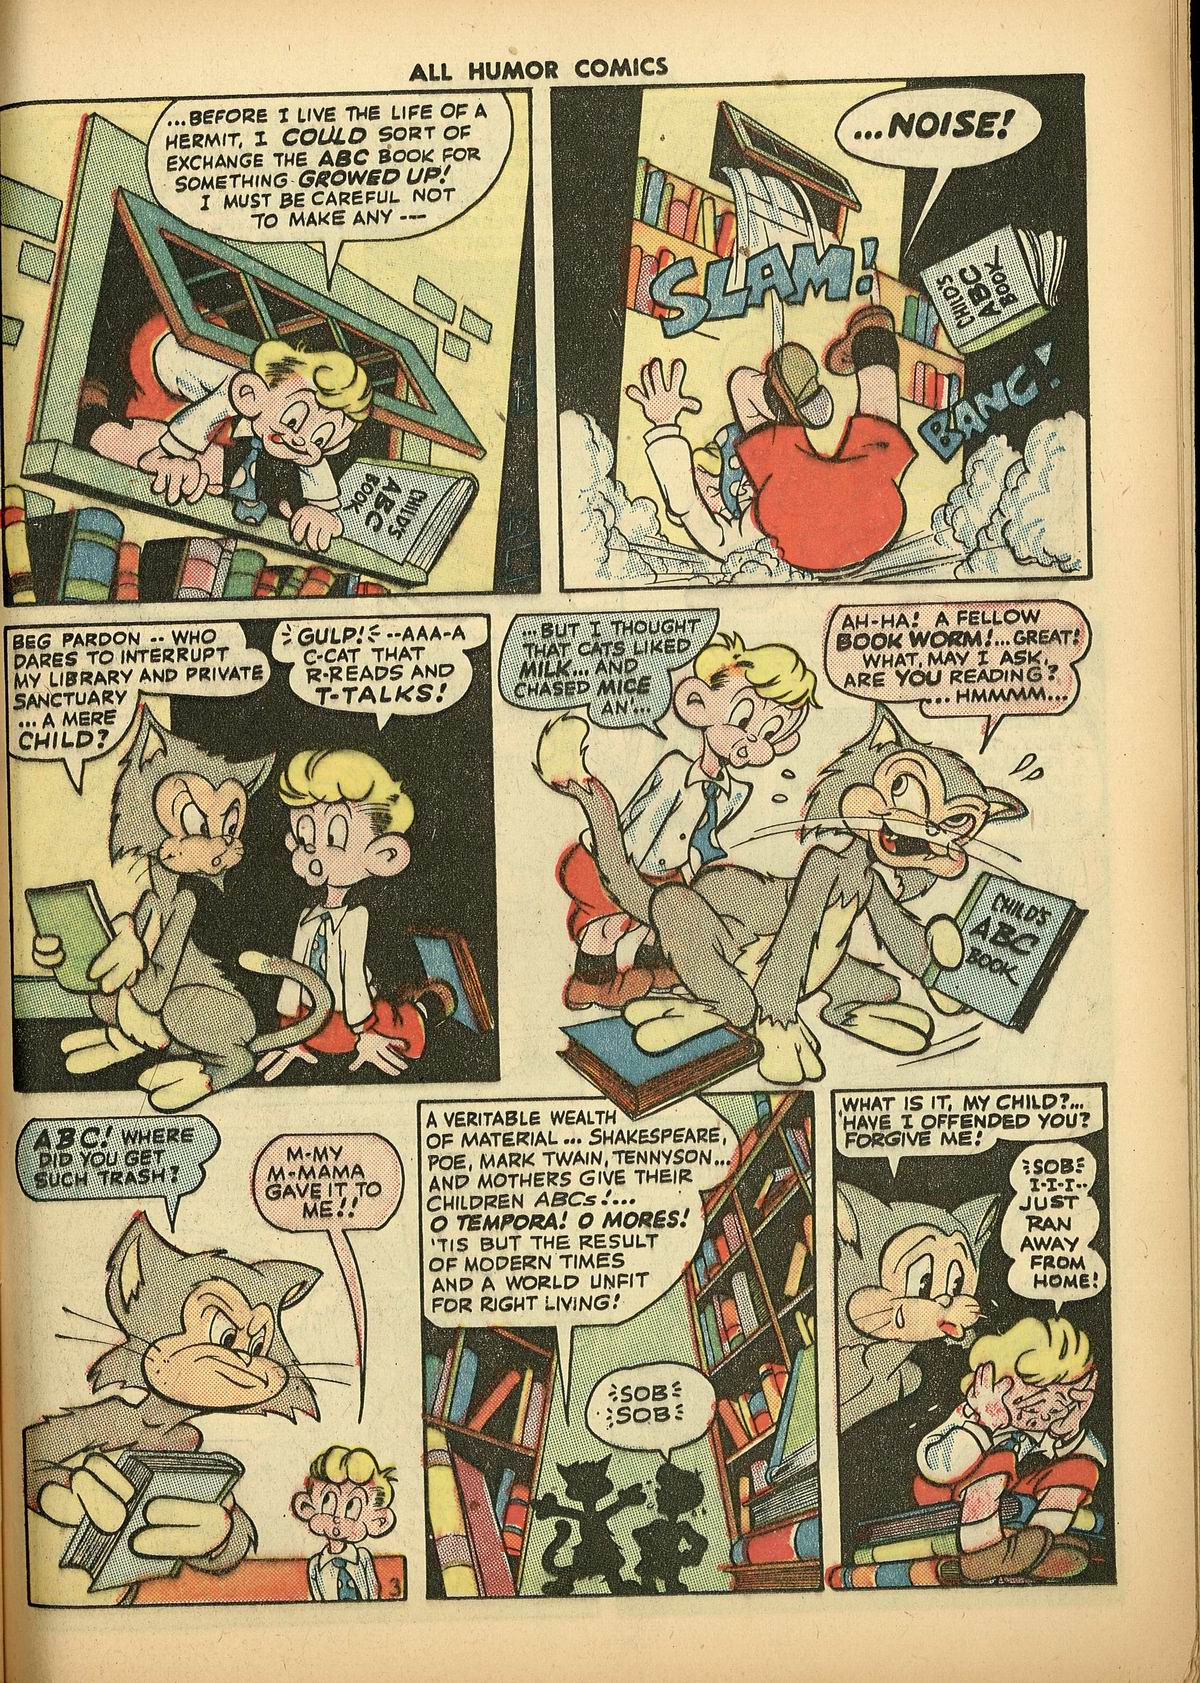 ALL HUMOR COMICS
...BEFORE I LIVE THE LIFE OF A
HERMIT, I COULD SORT OF
EXCHANGE THE ABC BOOK FOR
SOMETHING GROWED UP!
I MUST BE CAREFUL NOT
TO MAKE ANY ---
CHILD'S
ABC
BOOK
...NOISE!
SLAM!
CHILD'S
ABC
BOOK
BANG!
BEG PARDON -- WHO
DARES TO INTERRUPT
MY LIBRARY AND PRIVATE
SANCTUARY
... A MERE
CHILD?
GULP! --AAA-A
C-CAT THAT
R-READS AND
T-TALKS!
...BUT I THOUGHT
THAT CATS LIKED
MILK... AND
CHASED MICE
AN'...
AH-HA! A FELLOW
BOOK WORM!...GREAT!
WHAT, MAY I ASK,
ARE YOU READING?
... HMMMM...
CHILD'S
ABC
BOOK
ABC! WHERE
DID YOU GET
SUCH TRASH?
M-MY
M-MAMA
GAVE IT TO
ME!!
3
A VERITABLE WEALTH
OF MATERIAL ... SHAKESPEARE,
POE, MARK TWAIN, TENNYSON...
AND MOTHERS GIVE THEIR
CHILDREN ABCs!...
O TEMPORA! O MORES!
'TIS BUT THE RESULT
OF MODERN TIMES
AND A WORLD UNFIT
FOR RIGHT LIVING!
SOB
SOB
WHAT IS IT, MY CHILD?...
HAVE I OFFENDED YOU?
FORGIVE ME!
SOB
I-I-I--
JUST
RAN
AWAY
FROM
HOME!